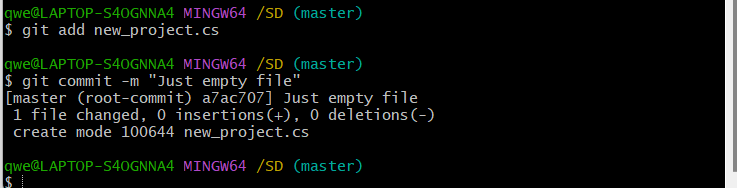 qwe@LAPTOP-S4OGNNA4 MINGW64 /SD (master)
$ git add new_project.cs
qwe@LAPTOP-S4OGNNA4 MINGW64 /SD (master)
$ git commit -m "Just empty file"
[master (root-commit) a7ac707] Just empty file
 1 file changed, 0 insertions(+), 0 deletions(-)
 create mode 100644 new_project.cs
qwe@LAPTOP-S4OGNNA4 MINGW64 /SD (master)
$